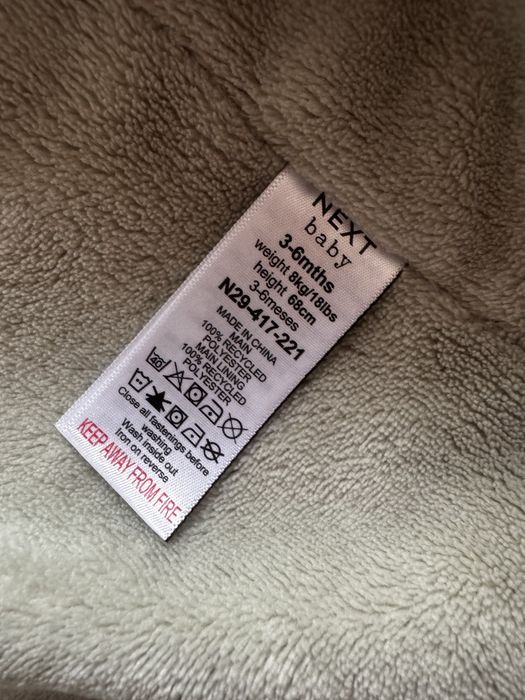 NEXT
baby
3-6mths
weight 8kg/18lbs
height 68cm
3-6meses
N29-417-221
MADE IN CHINA
MAIN
100% RECYCLED
POLYESTER
MAIN LINING
100% RECYCLED
POLYESTER
40
Close all fastenings before
washing
Wash inside out
Iron on reverse
KEEP AWAY FROM FIRE